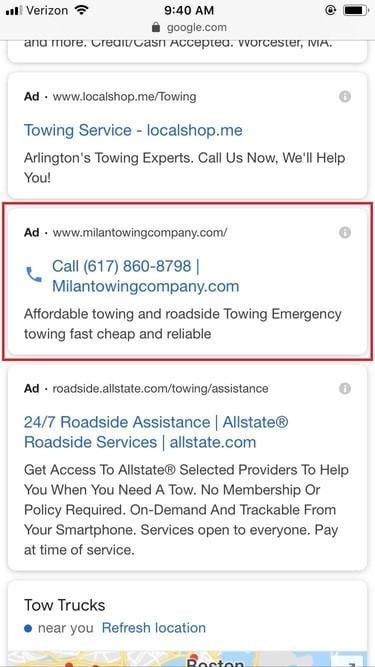 Verizon 9:40 AM
google.com
and more. Credit/Cash Accepted. Worcester, MA.
Ad · www.localshop.me/Towing
Towing Service - localshop.me
Arlington's Towing Experts. Call Us Now, We'll Help
You!
Ad · www.milantowingcompany.com/
Call (617) 860-8798 |
Milantowingcompany.com
Affordable towing and roadside Towing Emergency
towing fast cheap and reliable
Ad · roadside.allstate.com/towing/assistance
24/7 Roadside Assistance | Allstate®
Roadside Services | allstate.com
Get Access To Allstate® Selected Providers To Help
You When You Need A Tow. No Membership Or
Policy Required. On-Demand And Trackable From
Your Smartphone. Services open to everyone. Pay
at time of service.
Tow Trucks
near you Refresh location
Boston